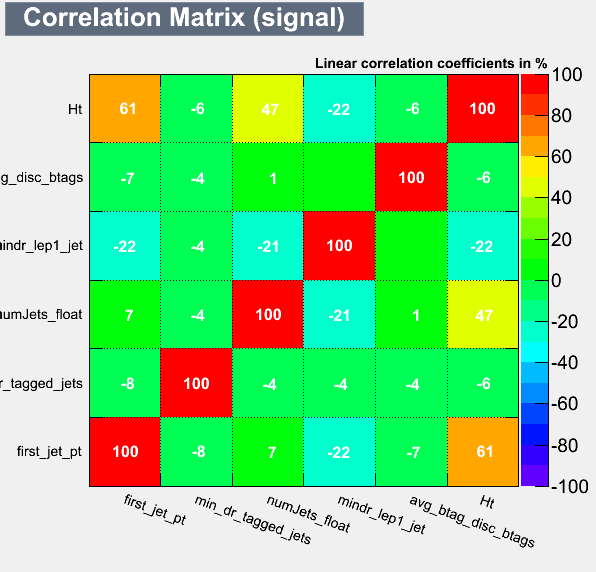 Correlation Matrix (signal)
Linear correlation coefficients in %
Ht 61 -6 47 -22 -6 100
g_disc_btags -7 -4 1 100 -6
mindr_lep1_jet -22 -4 -21 100 -22
numJets_float 7 -4 100 -21 1 47
r_tagged_jets -8 100 -4 -4 -4 -6
first_jet_pt 100 -8 7 -22 -7 61
first_jet_pt min_dr_tagged_jets numJets_float mindr_lep1_jet avg_btag_disc_btags Ht
100
80
60
40
20
0
-20
-40
-60
-80
-100